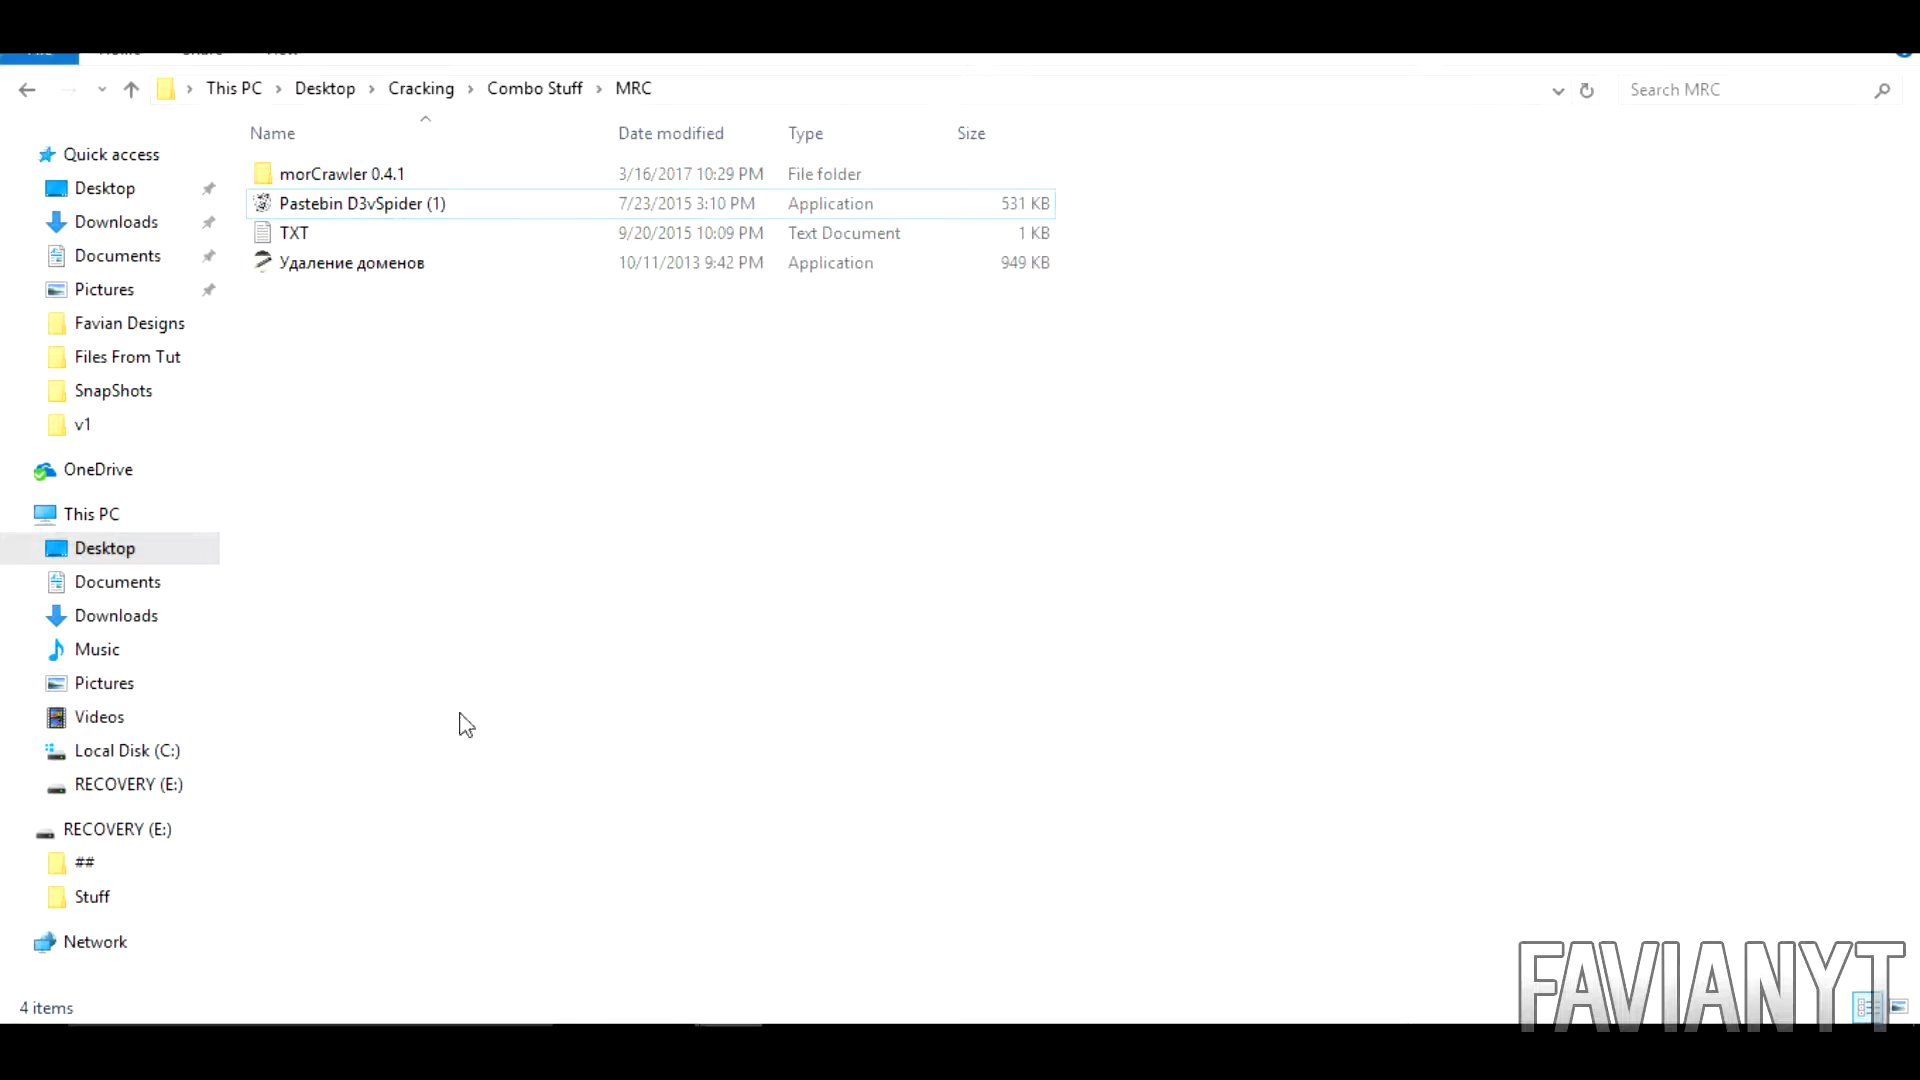 This PC > Desktop > Cracking > Combo Stuff > MRC
Search MRC
Name Date modified Type Size
Quick access
Desktop
Downloads
Documents
Pictures
Favian Designs
Files From Tut
SnapShots
v1
OneDrive
This PC
Desktop
Documents
Downloads
Music
Pictures
Videos
Local Disk (C:)
RECOVERY (E:)
RECOVERY (E:)
##
Stuff
Network
morCrawler 0.4.1 3/16/2017 10:29 PM File folder
Pastebin D3vSpider (1) 7/23/2015 3:10 PM Application 531 KB
TXT 9/20/2015 10:09 PM Text Document 1 KB
Удаление доменов 10/11/2013 9:42 PM Application 949 KB
4 items
FAVIANYT